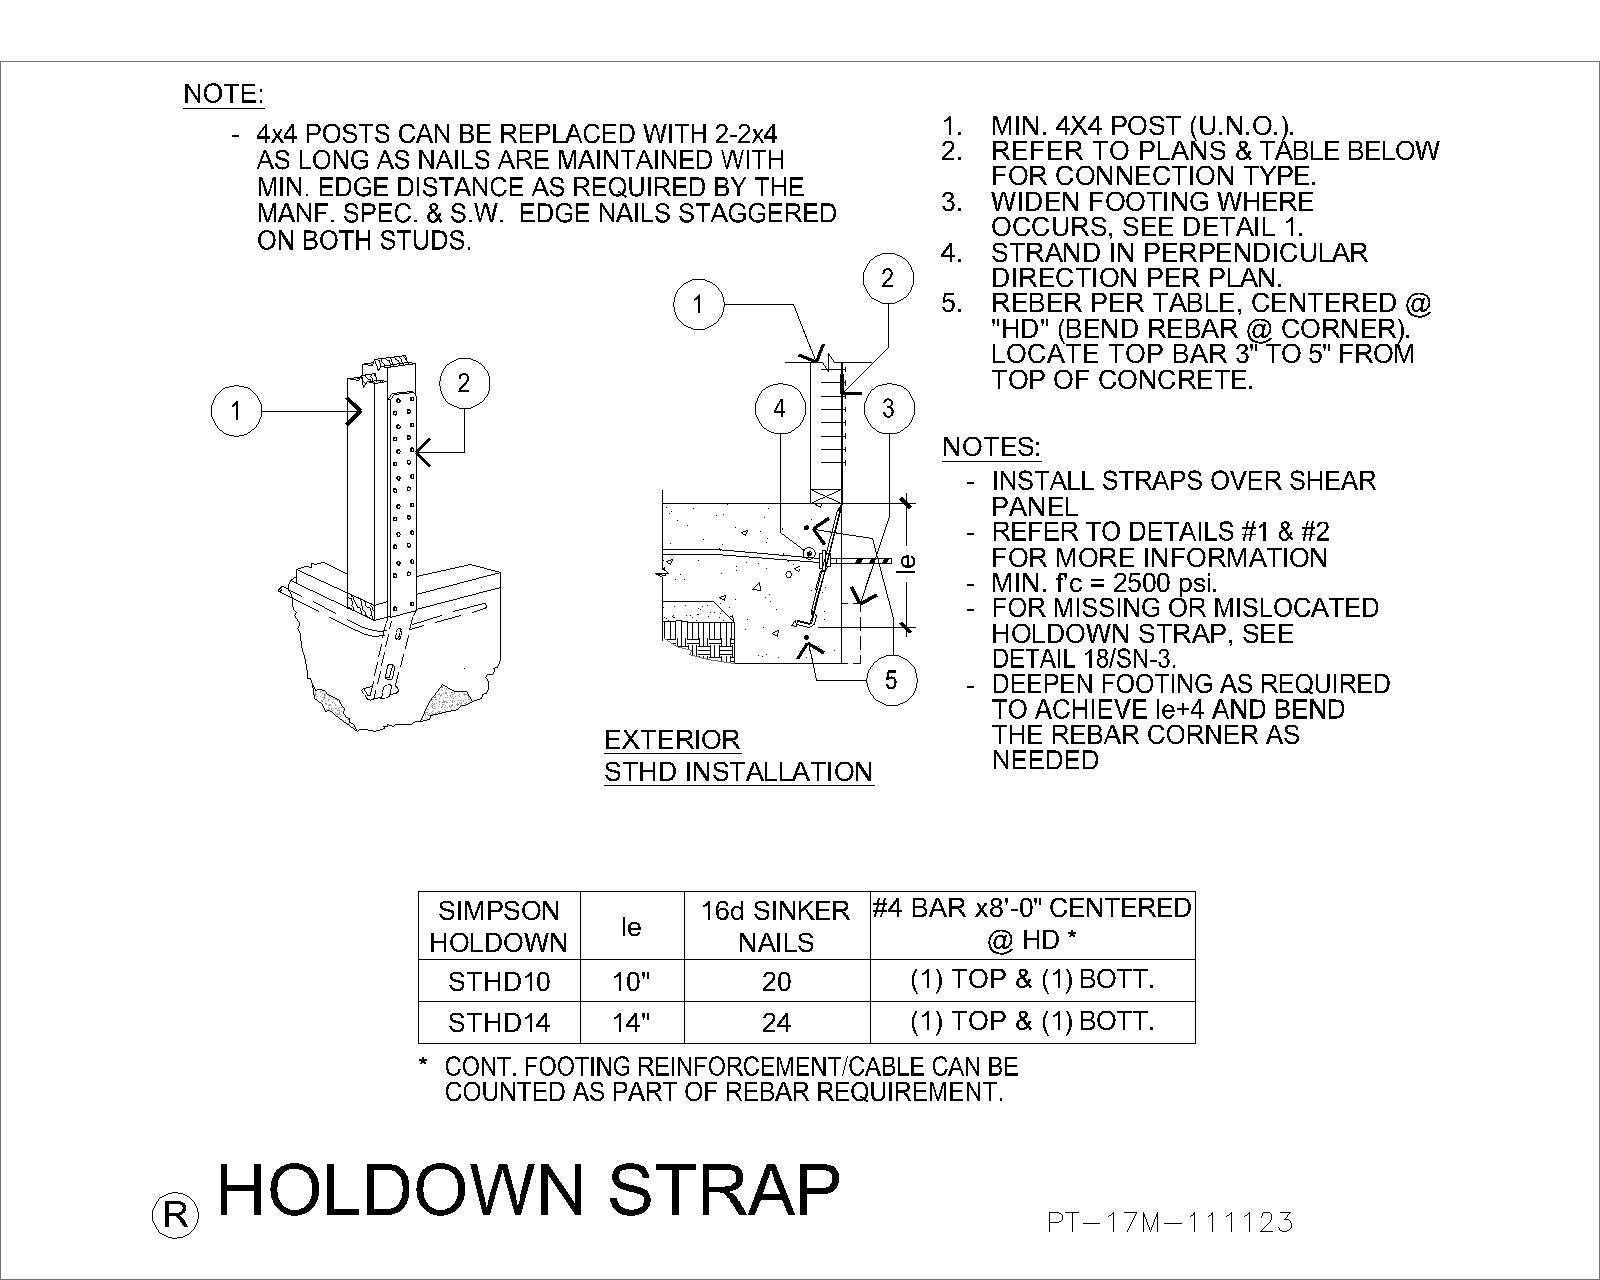 NOTE:
- 4x4 POSTS CAN BE REPLACED WITH 2-2x4
AS LONG AS NAILS ARE MAINTAINED WITH
MIN. EDGE DISTANCE AS REQUIRED BY THE
MANF. SPEC. & S.W. EDGE NAILS STAGGERED
ON BOTH STUDS.
1. MIN. 4X4 POST (U.N.O.).
2. REFER TO PLANS & TABLE BELOW
FOR CONNECTION TYPE.
3. WIDEN FOOTING WHERE
OCCURS, SEE DETAIL 1.
4. STRAND IN PERPENDICULAR
DIRECTION PER PLAN.
5. REBER PER TABLE, CENTERED @
"HD" (BEND REBAR @ CORNER).
LOCATE TOP BAR 3" TO 5" FROM
TOP OF CONCRETE.
NOTES:
- INSTALL STRAPS OVER SHEAR
PANEL
- REFER TO DETAILS #1 & #2
FOR MORE INFORMATION
- MIN. f'c = 2500 psi.
- FOR MISSING OR MISLOCATED
HOLDOWN STRAP, SEE
DETAIL 18/SN-3.
- DEEPEN FOOTING AS REQUIRED
TO ACHIEVE le+4 AND BEND
THE REBAR CORNER AS
NEEDED
1
2
1
2
4
3
le
5
EXTERIOR
STHD INSTALLATION
SIMPSON HOLDOWN
le
16d SINKER NAILS
#4 BAR x8'-0" CENTERED @ HD *
STHD10 10" 20 (1) TOP & (1) BOTT.
STHD14 14" 24 (1) TOP & (1) BOTT.
* CONT. FOOTING REINFORCEMENT/CABLE CAN BE
COUNTED AS PART OF REBAR REQUIREMENT.
R HOLDOWN STRAP
PT-17M-111123